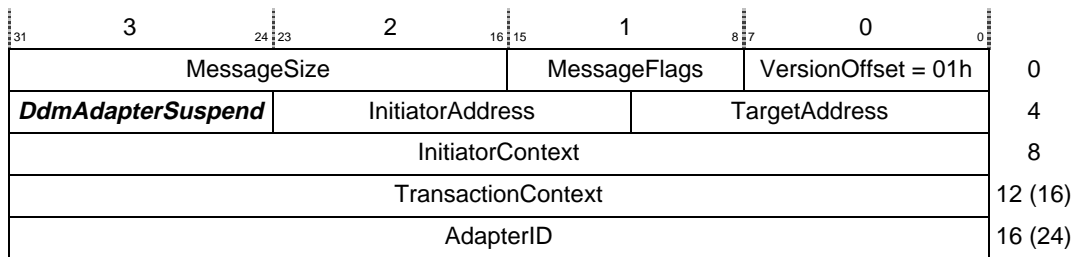 3 2 1 0
31 24 23 16 15 8 7 0
MessageSize MessageFlags VersionOffset = 01h 0
DdmAdapterSuspend InitiatorAddress TargetAddress 4
InitiatorContext 8
TransactionContext 12 (16)
AdapterID 16 (24)